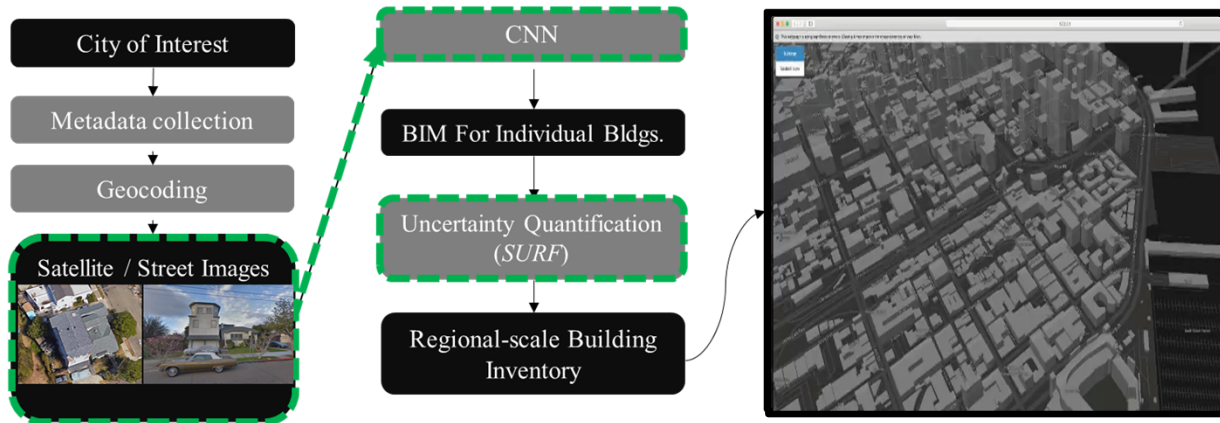 City of Interest
Metadata collection
Geocoding
Satellite / Street Images
CNN
BIM For Individual Bldgs.
Uncertainty Quantification
(SURF)
Regional-scale Building
Inventory